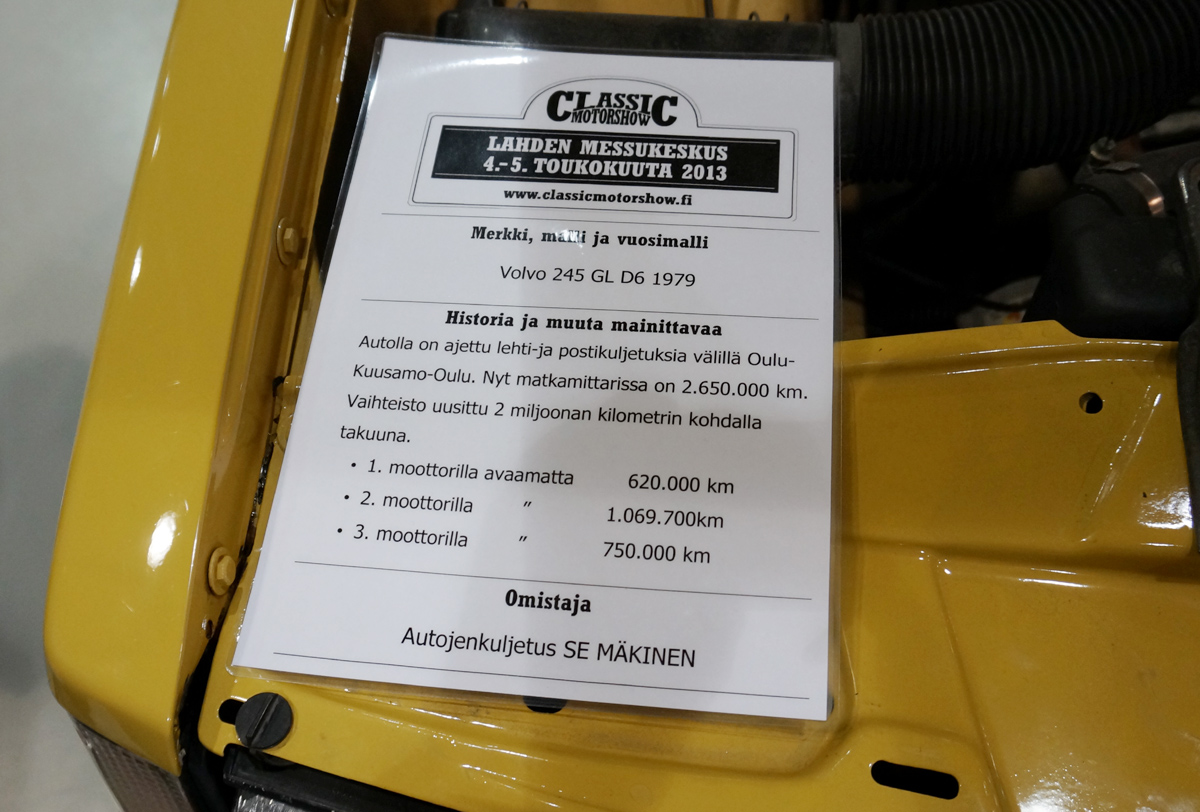 CLASSIC
MOTORSHOW
LAHDEN MESSUKESKUS
4.-5. TOUKOKUUTA 2013
www.classicmotorshow.fi
Merkki, malli ja vuosimalli
Volvo 245 GL D6 1979
Historia ja muuta mainittavaa
Autolla on ajettu lehti-ja postikuljetuksia välillä Oulu-
Kuusamo-Oulu. Nyt matkamittarissa on 2.650.000 km.
Vaihteisto uusittu 2 miljoonan kilometrin kohdalla
takuuna.
• 1. moottorilla avaamatta 620.000 km
• 2. moottorilla ” 1.069.700km
• 3. moottorilla ” 750.000 km
Omistaja
Autojenkuljetus SE MÄKINEN